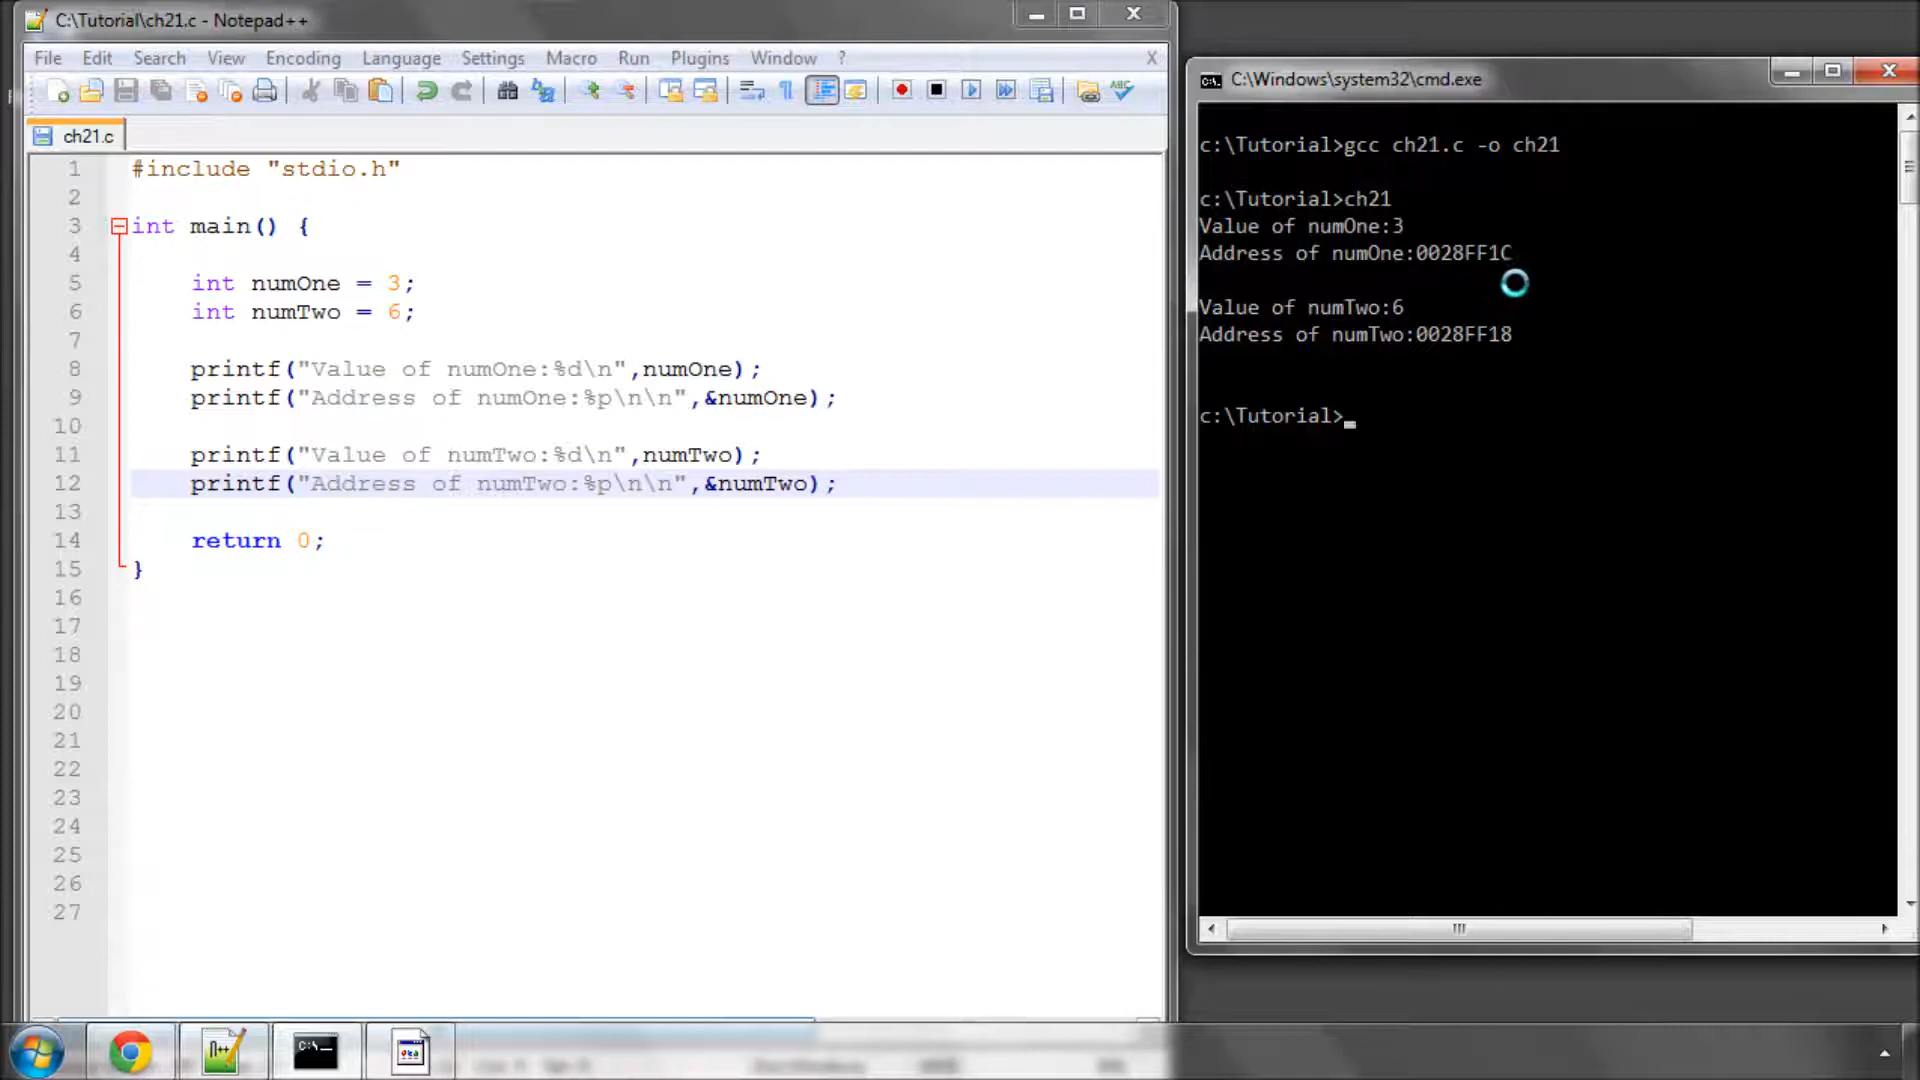 C:\Tutorial\ch21.c - Notepad++
File Edit Search View Encoding Language Settings Macro Run Plugins Window ? X
ch21.c
1 #include "stdio.h"
2
3 int main() {
4
5 int numOne = 3;
6 int numTwo = 6;
7
8 printf("Value of numOne:%d\n",numOne);
9 printf("Address of numOne:%p\n\n",&numOne);
10
11 printf("Value of numTwo:%d\n",numTwo);
12 printf("Address of numTwo:%p\n\n",&numTwo);
13
14 return 0;
15 }
16
17
18
19
20
21
22
23
24
25
26
27
C:\Windows\system32\cmd.exe
c:\Tutorial>gcc ch21.c -o ch21
c:\Tutorial>ch21
Value of numOne:3
Address of numOne:0028FF1C
Value of numTwo:6
Address of numTwo:0028FF18
c:\Tutorial>_